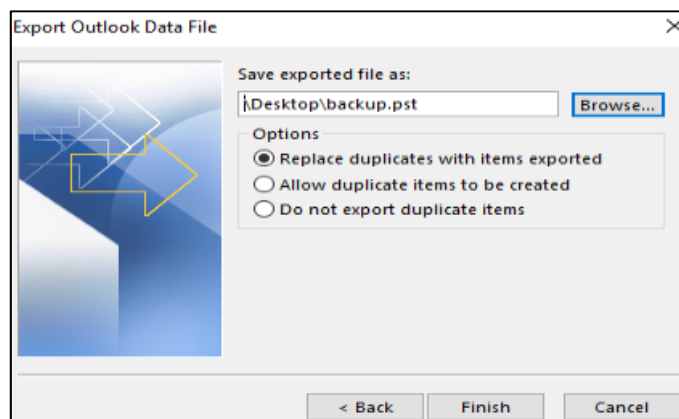 Export Outlook Data File
Save exported file as:
\Desktop\backup.pst
Browse...
Options
Replace duplicates with items exported
Allow duplicate items to be created
Do not export duplicate items
< Back
Finish
Cancel